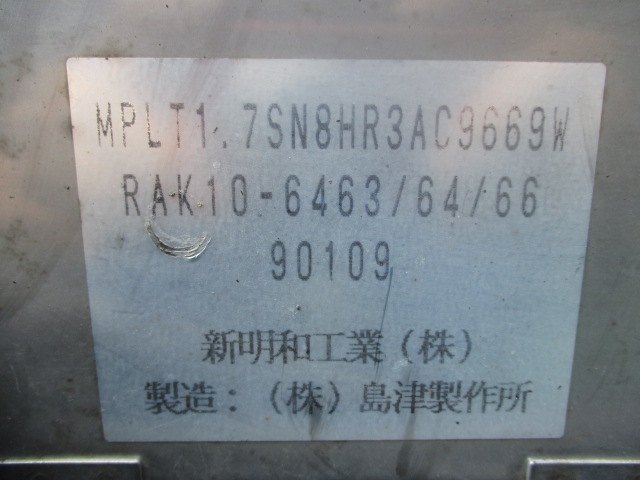 MPLT1.7SN8HR3AC9669W
RAK10-6463/64/66
90109
新明和工業(株)
製造:(株)島津製作所